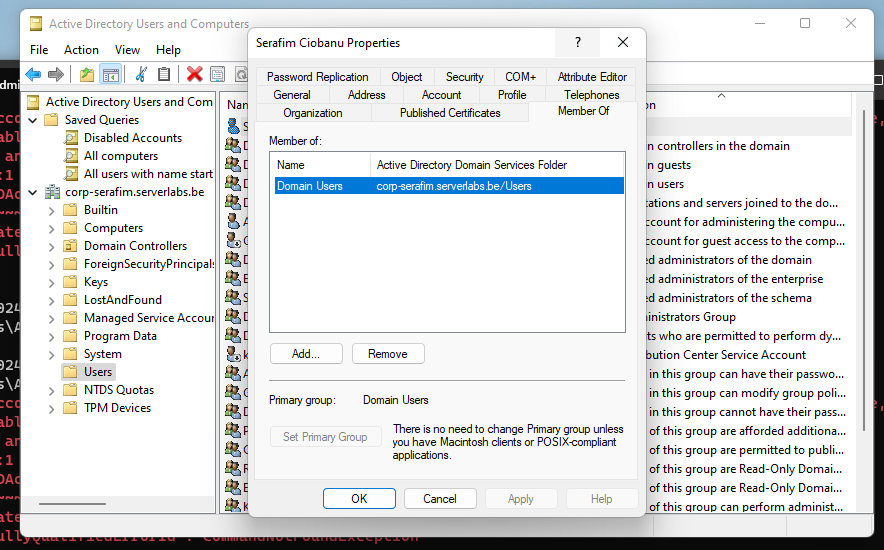 Active Directory Users and Computers
File Action View Help
Active Directory Users and Com
Saved Queries
Disabled Accounts
All computers
All users with name start
corp-serafim.serverlabs.be
Builtin
Computers
Domain Controllers
ForeignSecurityPrincipals
Keys
LostAndFound
Managed Service Accour
Program Data
System
Users
NTDS Quotas
TPM Devices
Serafim Ciobanu Properties
?
Password Replication Object Security COM+ Attribute Editor
General Address Account Profile Telephones
Organization Published Certificates Member Of
Member of:
Name Active Directory Domain Services Folder
Domain Users corp-serafim.serverlabs.be/Users
Add... Remove
Primary group: Domain Users
Set Primary Group
There is no need to change Primary group unless
you have Macintosh clients or POSIX-compliant
applications.
OK Cancel Apply Help
on
n controllers in the domain
n guests
n users
tations and servers joined to the do...
ccount for administering the compu...
ccount for guest access to the comp...
ed administrators of the domain
ed administrators of the enterprise
ed administrators of the schema
inistrators Group
ts who are permitted to perform dy...
bution Center Service Account
in this group can have their passwo...
in this group can modify group poli...
in this group cannot have their pass...
of this group are afforded additiona...
of this group are permitted to publi...
of this group are Read-Only Domai...
of this group are Read-Only Domai...
of this group can perform administ...